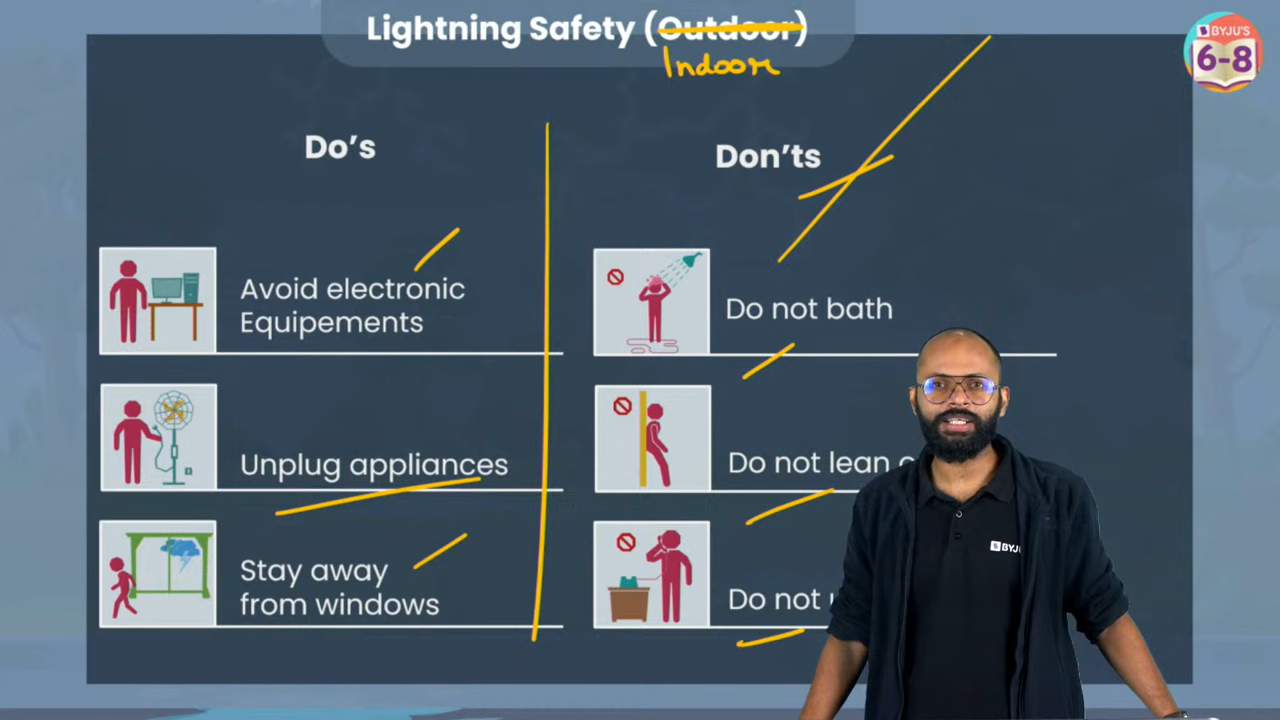 Lightning Safety (Outdoor)
Indoor
BYJU'S
6-8
Do's
Avoid electronic
Equipements
Unplug appliances
Stay away
from windows
Don'ts
Do not bath
Do not lean
Do not
BYJU